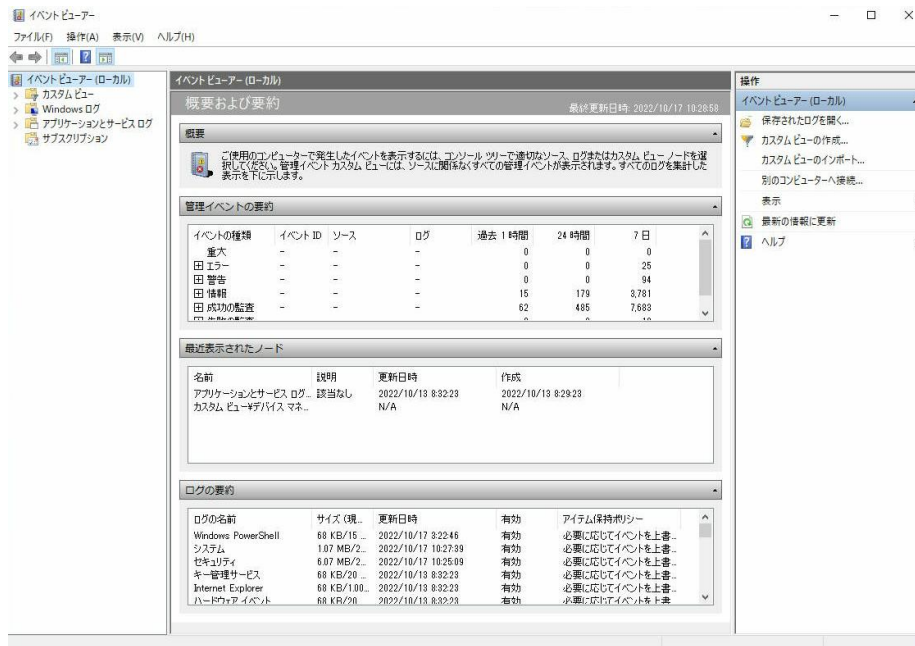 イベント ビューアー
ファイル(F) 操作(A) 表示(V) ヘルプ(H)
イベント ビューアー (ローカル)
カスタム ビュー
Windows ログ
アプリケーションとサービス ログ
サブスクリプション
イベント ビューアー (ローカル)
概要および要約
最終更新日時: 2022/10/17 10:28:58
概要
ご使用のコンピューターで発生したイベントを表示するには、コンソール ツリーで適切なソース、ログまたはカスタム ビュー ノードを選
択してください。管理イベント カスタム ビューには、ソースに関係なくすべての管理イベントが表示されます。すべてのログを集計した
表示を下に示します。
管理イベントの要約
イベントの種類 イベント ID ソース ログ 過去 1 時間 24 時間 7 日
重大 - - - 0 0 0
エラー - - - 0 0 25
警告 - - - 0 0 94
情報 - - - 15 179 3,781
成功の監査 - - - 62 485 7,683
最近表示されたノード
名前 説明 更新日時 作成
アプリケーションとサービス ログ... 該当なし 2022/10/13 8:32:23 2022/10/13 8:29:23
カスタム ビュー¥デバイス マネ... N/A N/A
ログの要約
ログの名前 サイズ (現... 更新日時 有効 アイテム保持ポリシー
Windows PowerShell 68 KB/15 ... 2022/10/17 3:22:46 有効 必要に応じてイベントを上書...
システム 1.07 MB/2... 2022/10/17 10:27:39 有効 必要に応じてイベントを上書...
セキュリティ 6.07 MB/2... 2022/10/17 10:25:09 有効 必要に応じてイベントを上書...
キー管理サービス 68 KB/20 ... 2022/10/13 8:32:23 有効 必要に応じてイベントを上書...
Internet Explorer 68 KB/1.00... 2022/10/13 8:32:23 有効 必要に応じてイベントを上書...
ハードウェア イベント 68 KB/20 2022/10/13 8:32:23 有効 必要に応じてイベントを上書
操作
イベント ビューアー (ローカル)
保存されたログを開く...
カスタム ビューの作成...
カスタム ビューのインポート...
別のコンピューターへ接続...
表示
最新の情報に更新
ヘルプ